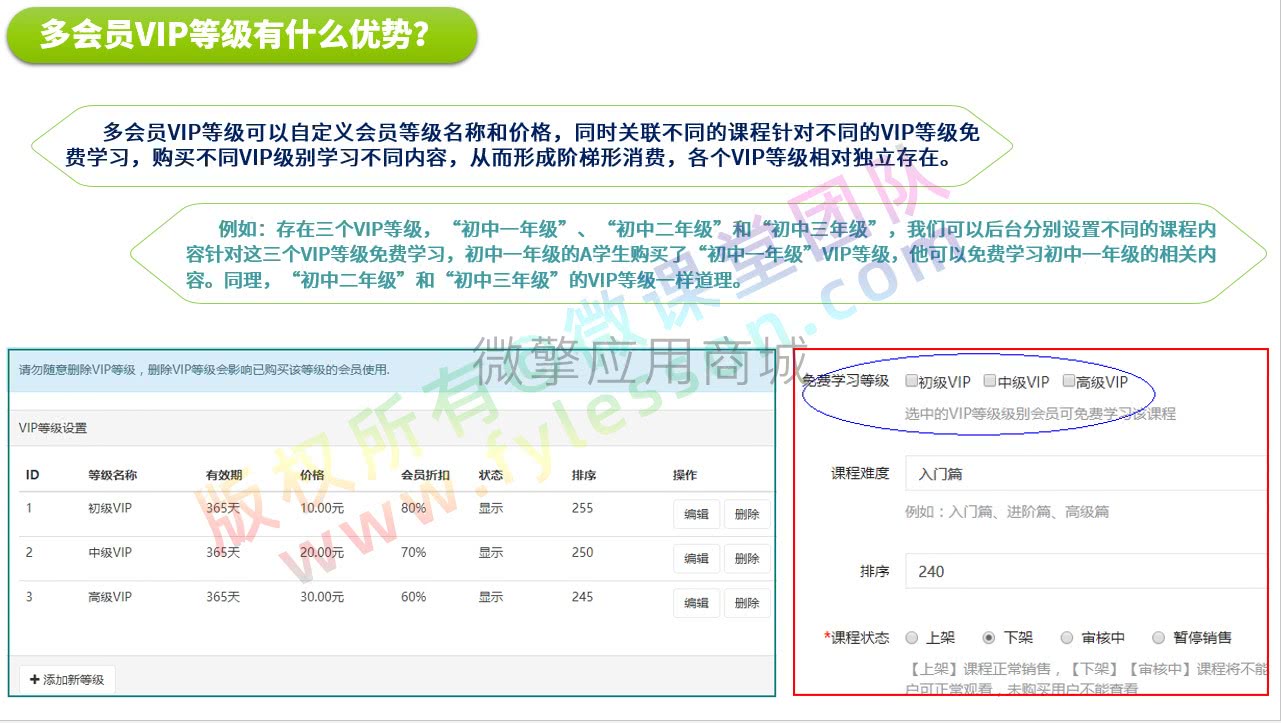 多会员VIP等级有什么优势？
多会员VIP等级可以自定义会员等级名称和价格，同时关联不同的课程针对不同的VIP等级免
费学习，购买不同VIP级别学习不同内容，从而形成阶梯形消费，各个VIP等级相对独立存在。
例如：存在三个VIP等级，“初中一年级”、“初中二年级”和“初中三年级”，我们可以后台分别设置不同的课程内
容针对这三个VIP等级免费学习，初中一年级的A学生购买了“初中一年级”VIP等级，他可以免费学习初中一年级的相关内
容。同理，“初中二年级”和“初中三年级”的VIP等级一样道理。
版权所有©微课堂团队
www.fylesson.com
微擎应用商城
请勿随意删除VIP等级，删除VIP等级会影响已购买该等级的会员使用.
VIP等级设置
ID 等级名称 有效期 价格 会员折扣 状态 排序 操作
1 初级VIP 365天 10.00元 80% 显示 255 编辑 删除
2 中级VIP 365天 20.00元 70% 显示 250 编辑 删除
3 高级VIP 365天 30.00元 60% 显示 245 编辑 删除
✚ 添加新等级
免费学习等级 初级VIP 中级VIP 高级VIP
选中的VIP等级级别会员可免费学习该课程
课程难度 入门篇
例如：入门篇、进阶篇、高级篇
排序 240
*课程状态 上架 下架 审核中 暂停销售
【上架】课程正常销售，【下架】【审核中】课程将不能
户可正常观看，未购买用户不能查看